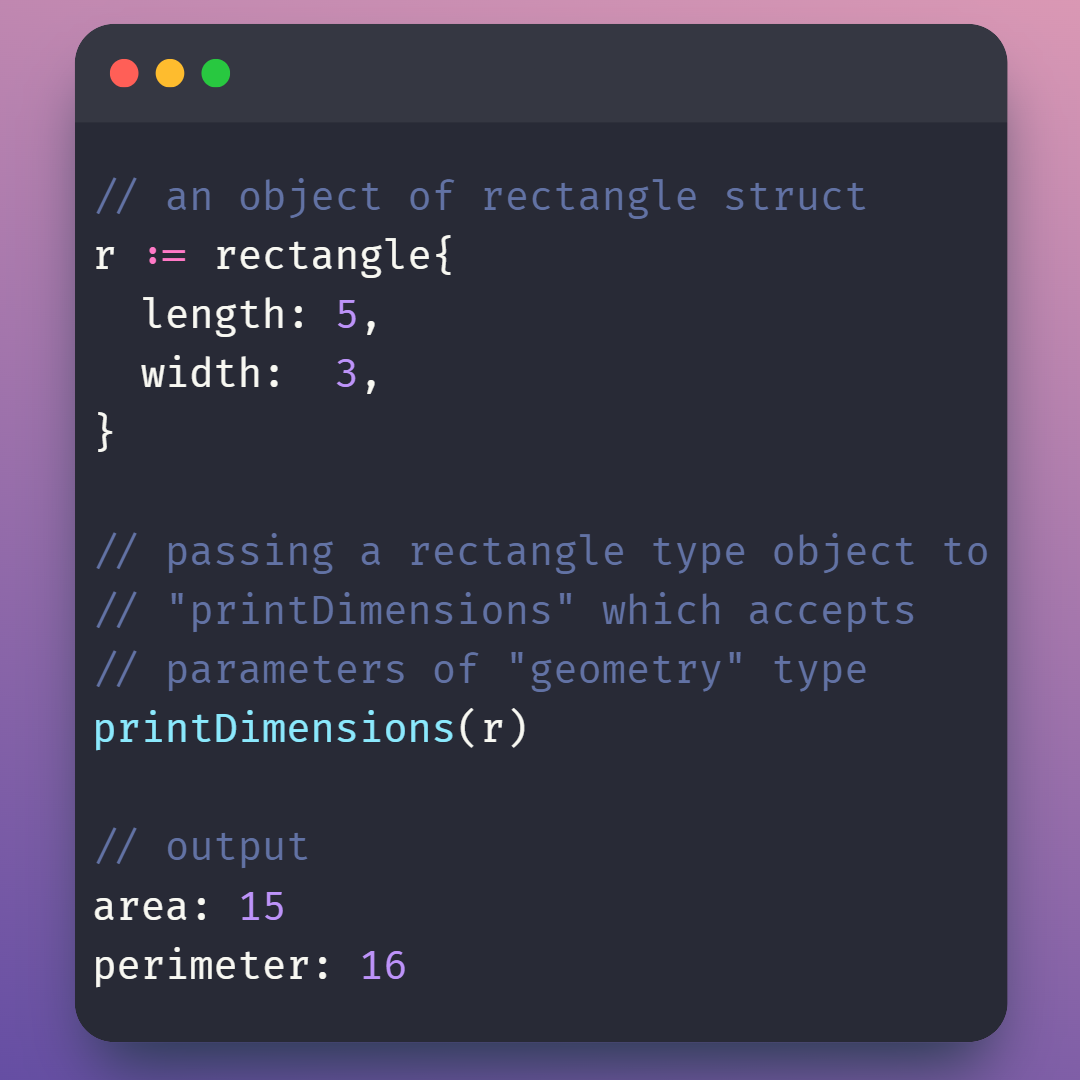 // an object of rectangle struct
r := rectangle{
  length: 5,
  width:  3,
}

// passing a rectangle type object to
// "printDimensions" which accepts
// parameters of "geometry" type
printDimensions(r)

// output
area: 15
perimeter: 16